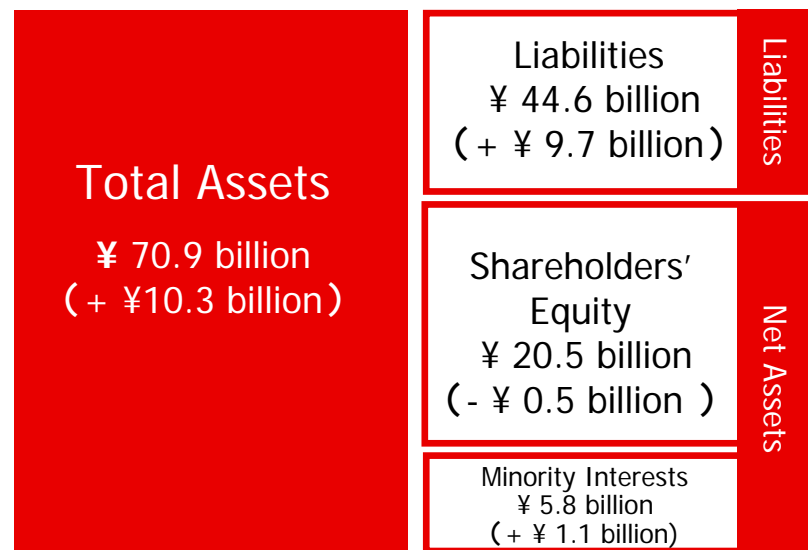 Total Assets
¥ 70.9 billion
(+ ¥10.3 billion)
Liabilities
¥ 44.6 billion
(+ ¥ 9.7 billion)
Liabilities
Shareholders’
Equity
¥ 20.5 billion
(- ¥ 0.5 billion )
Net Assets
Minority Interests
¥ 5.8 billion
(+ ¥ 1.1 billion)